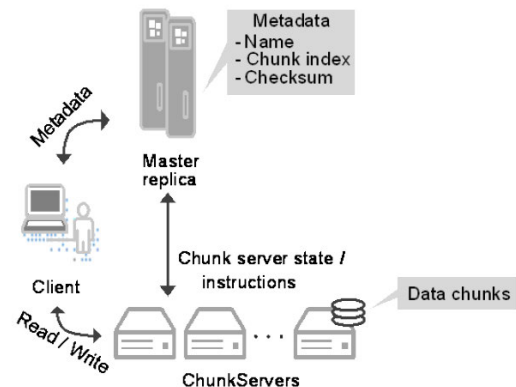 Metadata
- Name
- Chunk index
- Checksum
Metadata
Master
replica
Client
Chunk server state /
instructions
Data chunks
Read / Write
. . .
ChunkServers